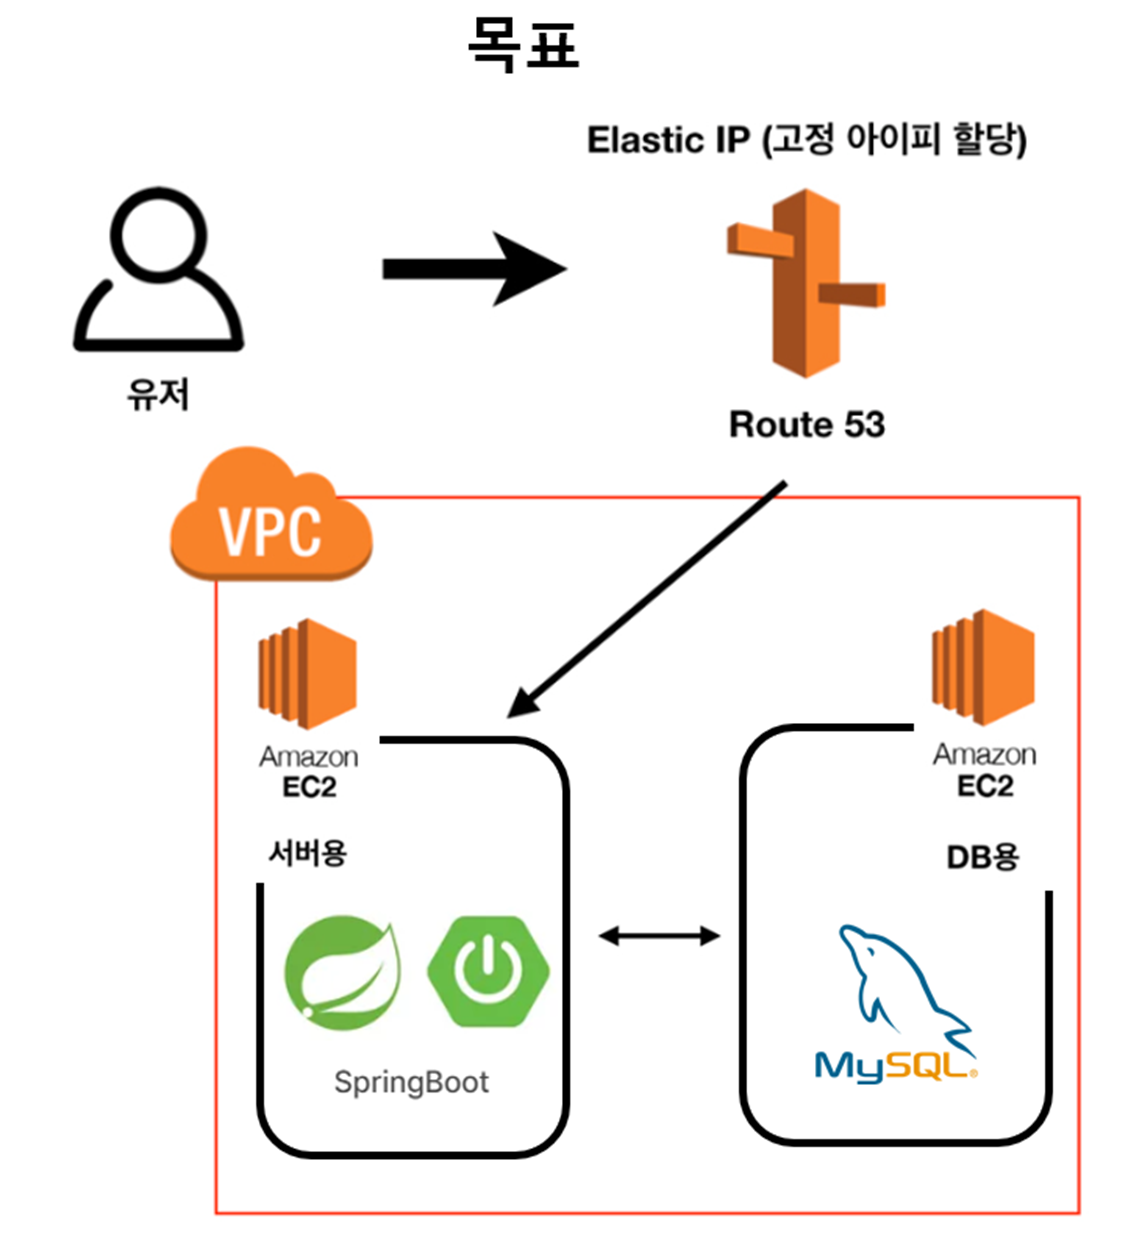 목표
Elastic IP (고정 아이피 할당)
유저
Route 53
VPC
Amazon
EC2
서버용
SpringBoot
Amazon
EC2
DB용
MySQL®